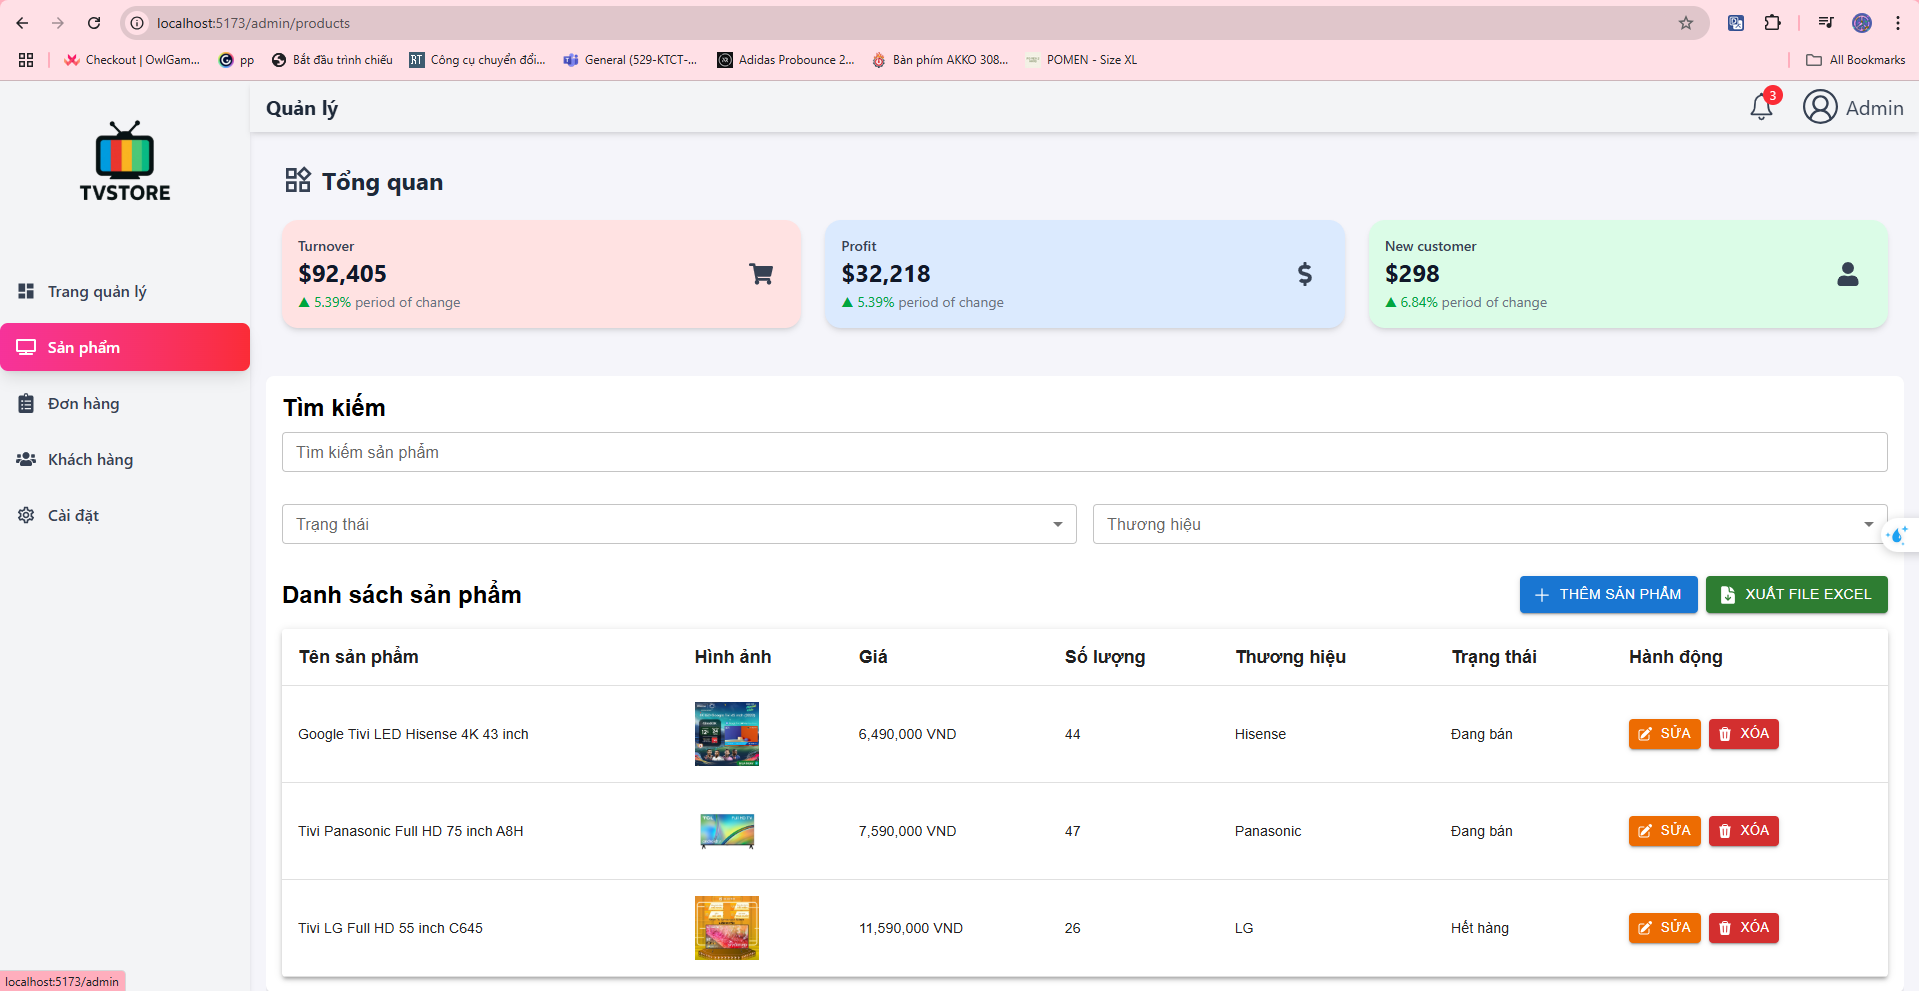 localhost:5173/admin/products
Checkout | OwlGam...
pp
Bắt đầu trình chiếu
RT
Công cụ chuyển đổi...
General (529-KTCT-...
Adidas Probounce 2...
Bàn phím AKKO 308...
POMEN - Size XL
All Bookmarks
TVSTORE
Quản lý
3
Admin
Trang quản lý
Sản phẩm
Đơn hàng
Khách hàng
Cài đặt
Tổng quan
Turnover
$92,405
5.39% period of change
Profit
$32,218
5.39% period of change
New customer
$298
6.84% period of change
Tìm kiếm
Tìm kiếm sản phẩm
Trạng thái
Thương hiệu
Danh sách sản phẩm
THÊM SẢN PHẨM
XUẤT FILE EXCEL
Tên sản phẩm Hình ảnh Giá Số lượng Thương hiệu Trạng thái Hành động
Google Tivi LED Hisense 4K 43 inch 6,490,000 VND 44 Hisense Đang bán SỬA XÓA
Tivi Panasonic Full HD 75 inch A8H 7,590,000 VND 47 Panasonic Đang bán SỬA XÓA
Tivi LG Full HD 55 inch C645 11,590,000 VND 26 LG Hết hàng SỬA XÓA
localhost:5173/admin